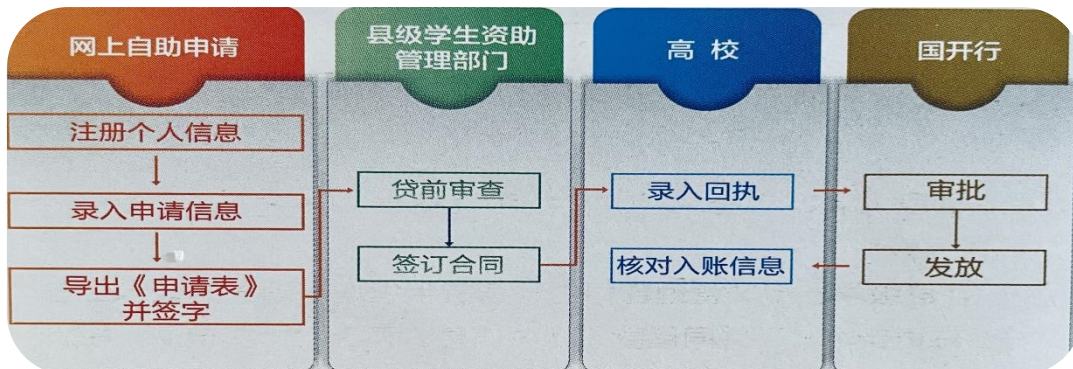 网上自助申请
注册个人信息
录入申请信息
导出《申请表》
并签字
县级学生资助
管理部门
贷前审查
签订合同
高校
录入回执
核对入账信息
国开行
审批
发放